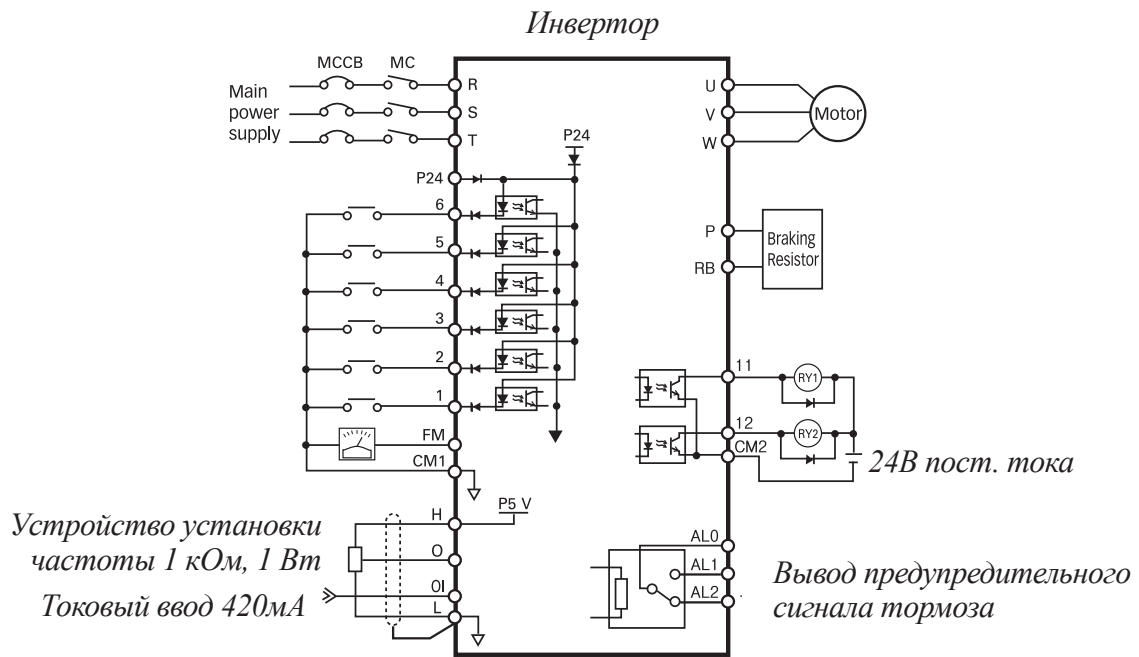 Инвертор
MCCB MC
Main
power
supply
R
S
T
U
V
W
Motor
P24
P24
6
5
4
3
2
1
FM
CM1
P
RB
Braking
Resistor
11
RY1
12
RY2
CM2
24В пост. тока
H
P5 V
O
OI
L
Устройство установки
частоты 1 кОм, 1 Вт
Токовый ввод 420мА
AL0
AL1
AL2
Вывод предупредительного
сигнала тормоза